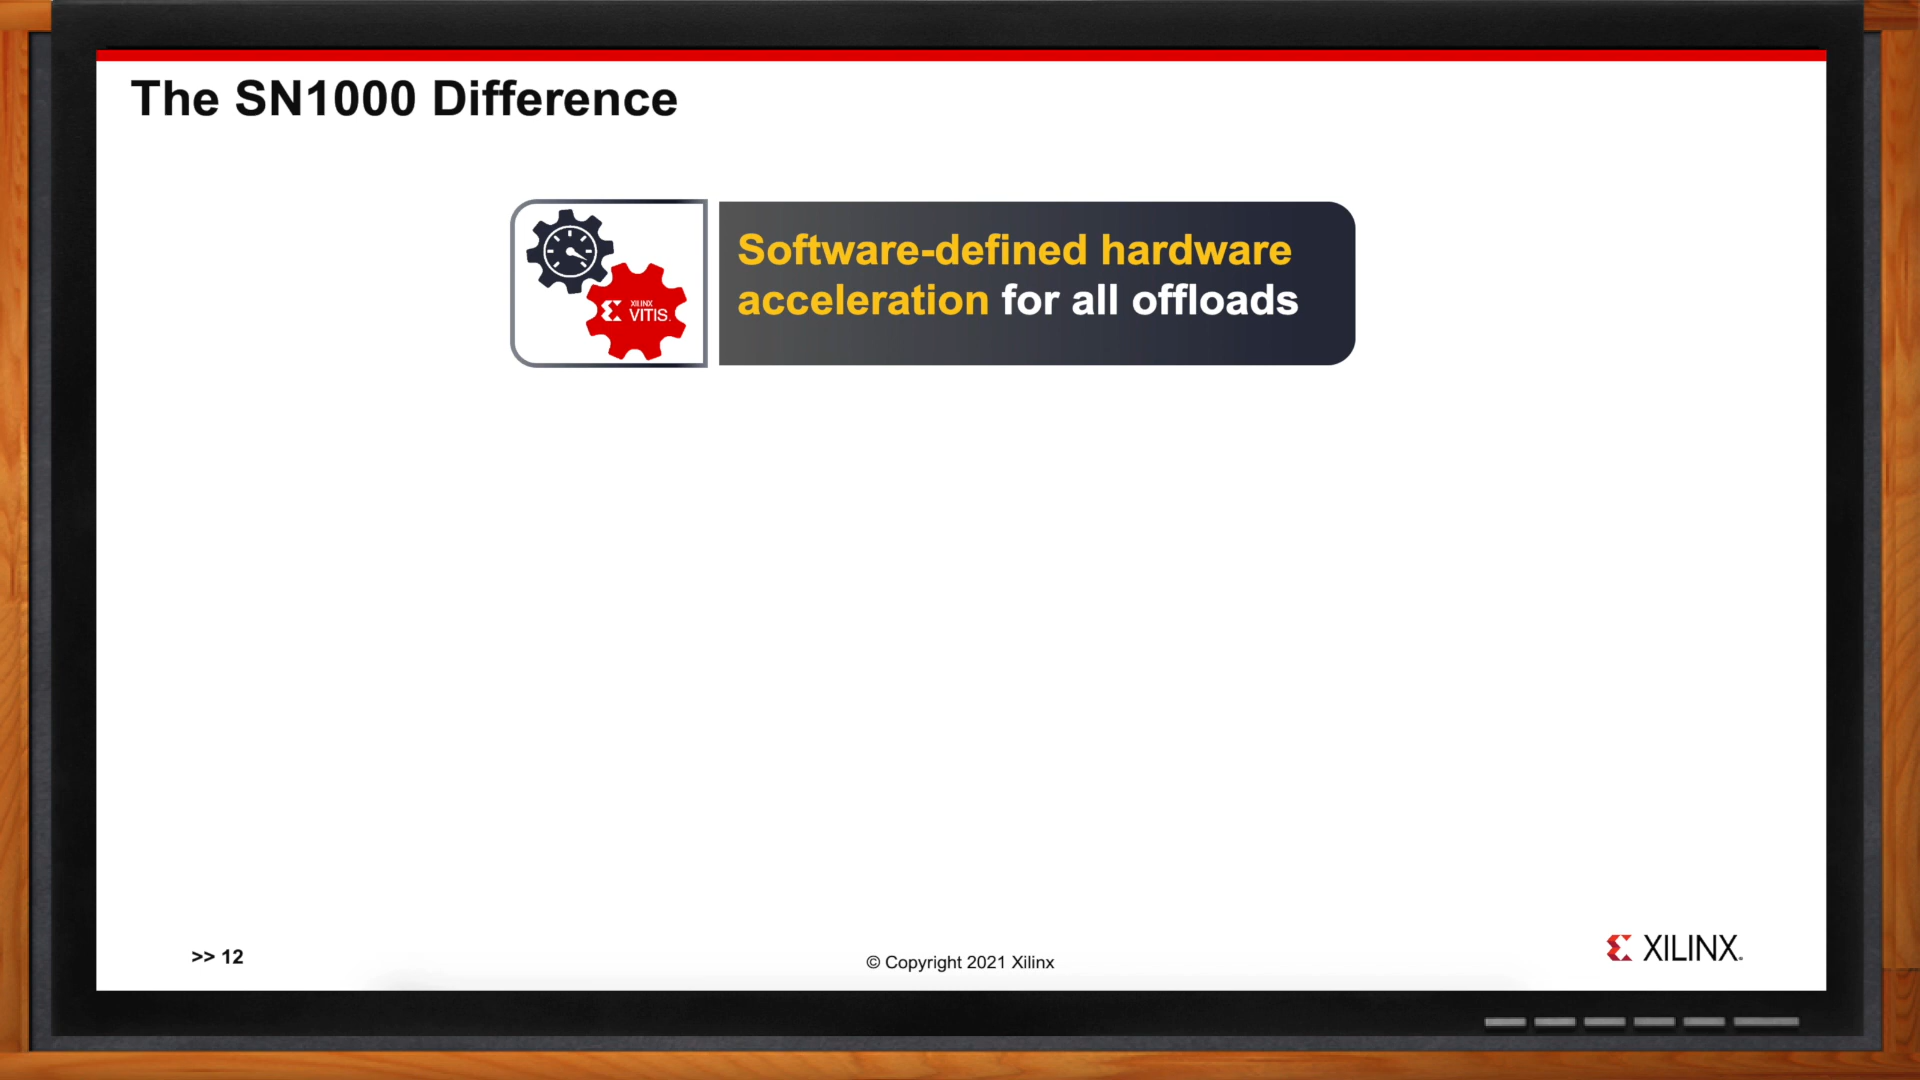 The SN1000 Difference
XILINX
VITIS.
Software-defined hardware
acceleration for all offloads
>> 12
© Copyright 2021 Xilinx
XILINX.